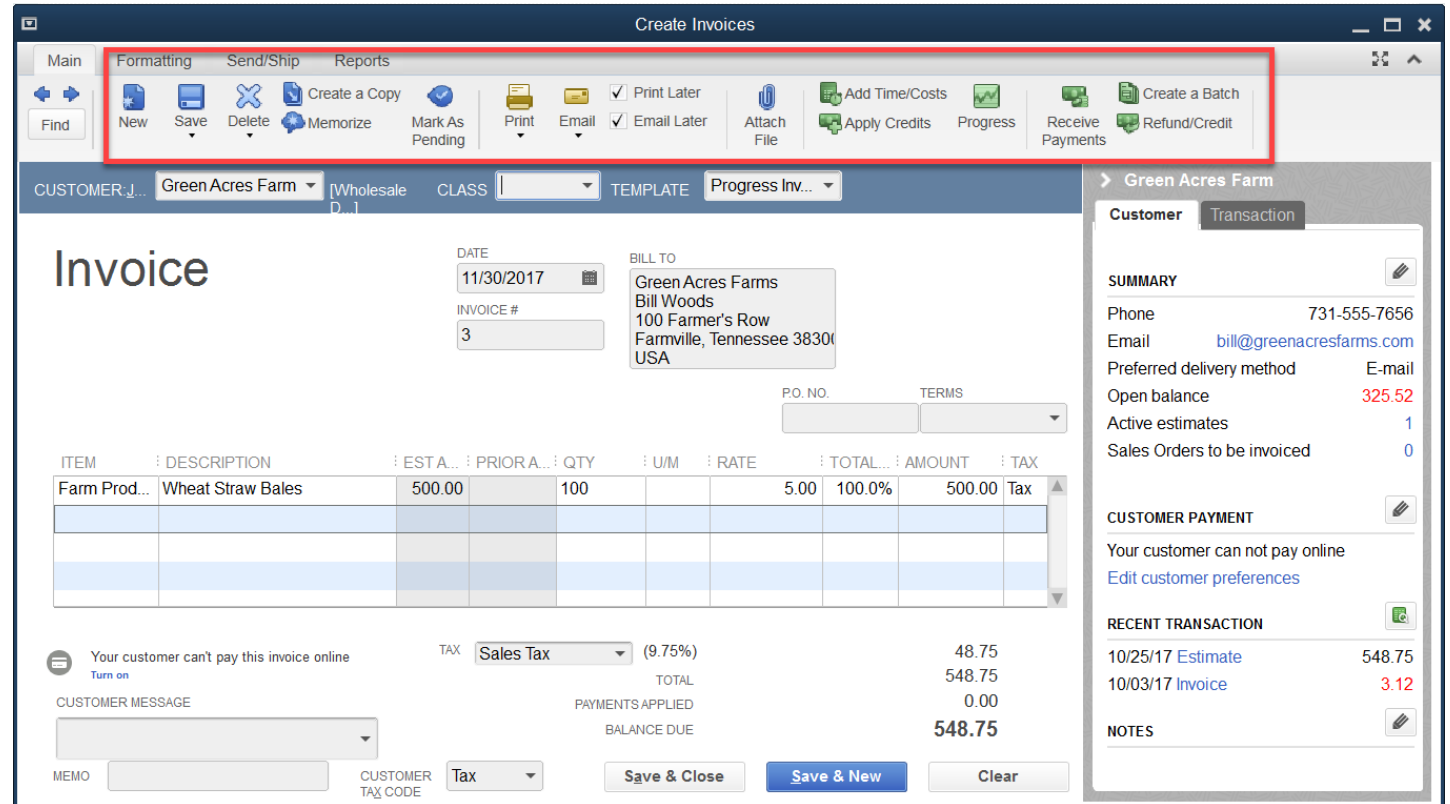 Create Invoices
Main Formatting Send/Ship Reports
Find New Save Delete Create a Copy Memorize Mark As Pending Print Email Print Later Email Later Attach File Add Time/Costs Apply Credits Progress Receive Payments Create a Batch Refund/Credit
CUSTOMER:J... Green Acres Farm [Wholesale D...] CLASS TEMPLATE Progress Inv...
Invoice
DATE
11/30/2017
INVOICE #
3
BILL TO
Green Acres Farms
Bill Woods
100 Farmer's Row
Farmville, Tennessee 3830
USA
P.O. NO. TERMS
ITEM DESCRIPTION EST A... PRIOR A... QTY U/M RATE TOTAL... AMOUNT TAX
Farm Prod... Wheat Straw Bales 500.00 100 5.00 100.0% 500.00 Tax
Your customer can't pay this invoice online
Turn on
TAX Sales Tax (9.75%) 48.75
TOTAL 548.75
PAYMENTS APPLIED 0.00
BALANCE DUE 548.75
CUSTOMER MESSAGE
MEMO
CUSTOMER TAX CODE Tax
Save & Close Save & New Clear
Green Acres Farm
Customer Transaction
SUMMARY
Phone 731-555-7656
Email bill@greenacresfarms.com
Preferred delivery method E-mail
Open balance 325.52
Active estimates 1
Sales Orders to be invoiced 0
CUSTOMER PAYMENT
Your customer can not pay online
Edit customer preferences
RECENT TRANSACTION
10/25/17 Estimate 548.75
10/03/17 Invoice 3.12
NOTES